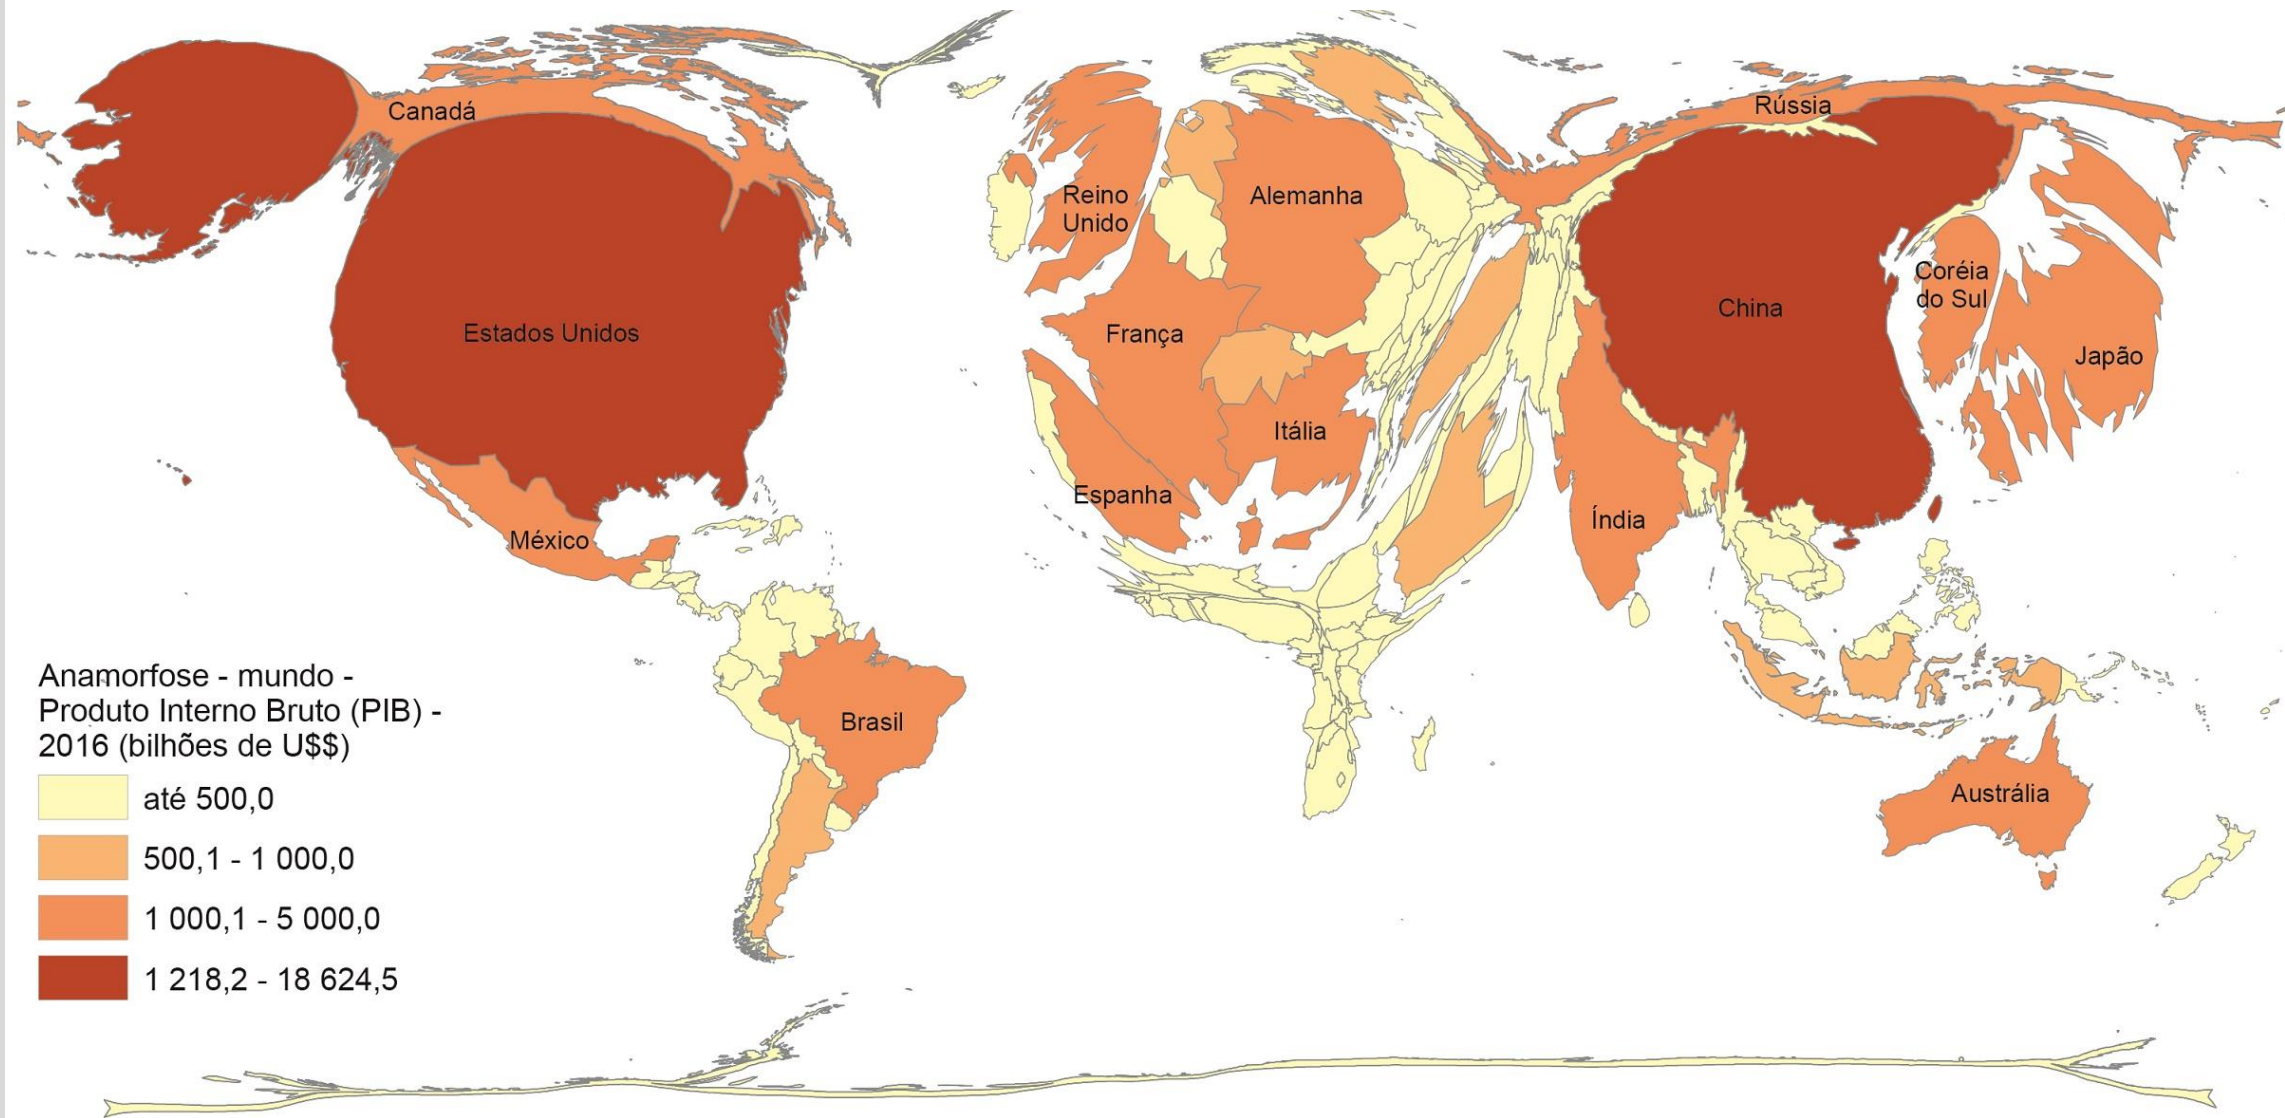 Canadá
Rússia
Reino
Unido
Alemanha
Coréia
do Sul
China
Estados Unidos
França
Japão
Itália
Espanha
Índia
México
Anamorfose - mundo -
Produto Interno Bruto (PIB) -
2016 (bilhões de U$$)
Brasil
Austrália
até 500,0
500,1 - 1 000,0
1 000,1 - 5 000,0
1 218,2 - 18 624,5